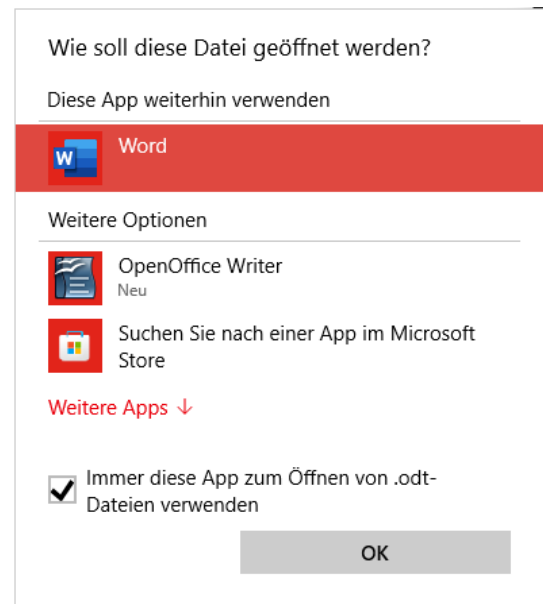 Wie soll diese Datei geöffnet werden?
Diese App weiterhin verwenden
W
Word
Weitere Optionen
OpenOffice Writer
Neu
Suchen Sie nach einer App im Microsoft
Store
Weitere Apps ↓
Immer diese App zum Öffnen von .odt-
Dateien verwenden
OK